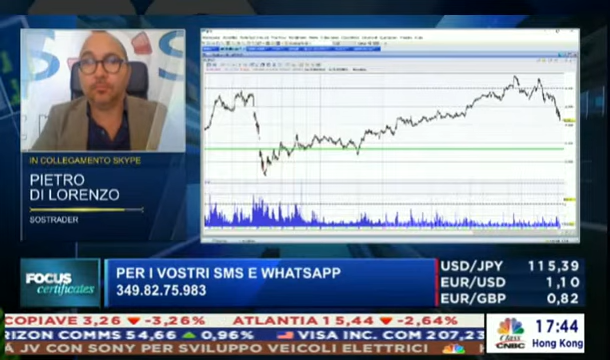 IN COLLEGAMENTO SKYPE
PIETRO
DI LORENZO
SOSTRADER
FOCUS
certificates
PER I VOSTRI SMS E WHATSAPP
349.82.75.983
USD/JPY 115,39
EUR/USD 1,10
EUR/GBP 0,82
COPIAVE 3,26 -3,26% ATLANTIA 15,44 -2,64%
RIZON COMMS 54,66 0,96% VISA INC. COM 207,23
A JV CON SONY PER SVILUPPO VEICOLI ELETTRICI
Class
CNBC
17:44
Hong Kong